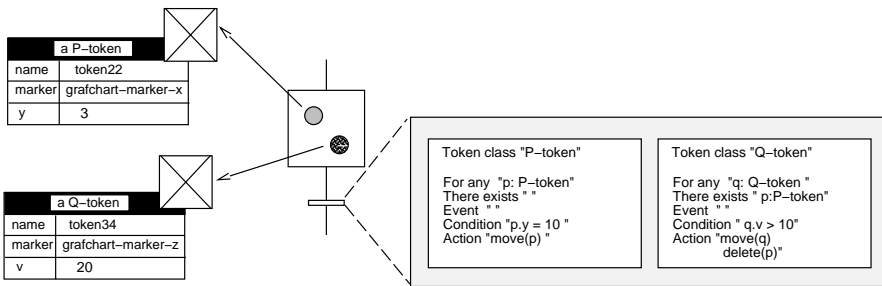 a P−token
name token22
marker grafchart−marker−x
y 3
a Q−token
name token34
marker grafchart−marker−z
v 20
Token class "P−token"
For any "p: P−token"
There exists " "
Event " "
Condition "p.y = 10 "
Action "move(p) "
Token class "Q−token"
For any "q: Q−token "
There exists " p:P−token"
Event " "
Condition " q.v > 10"
Action "move(q)
delete(p)"